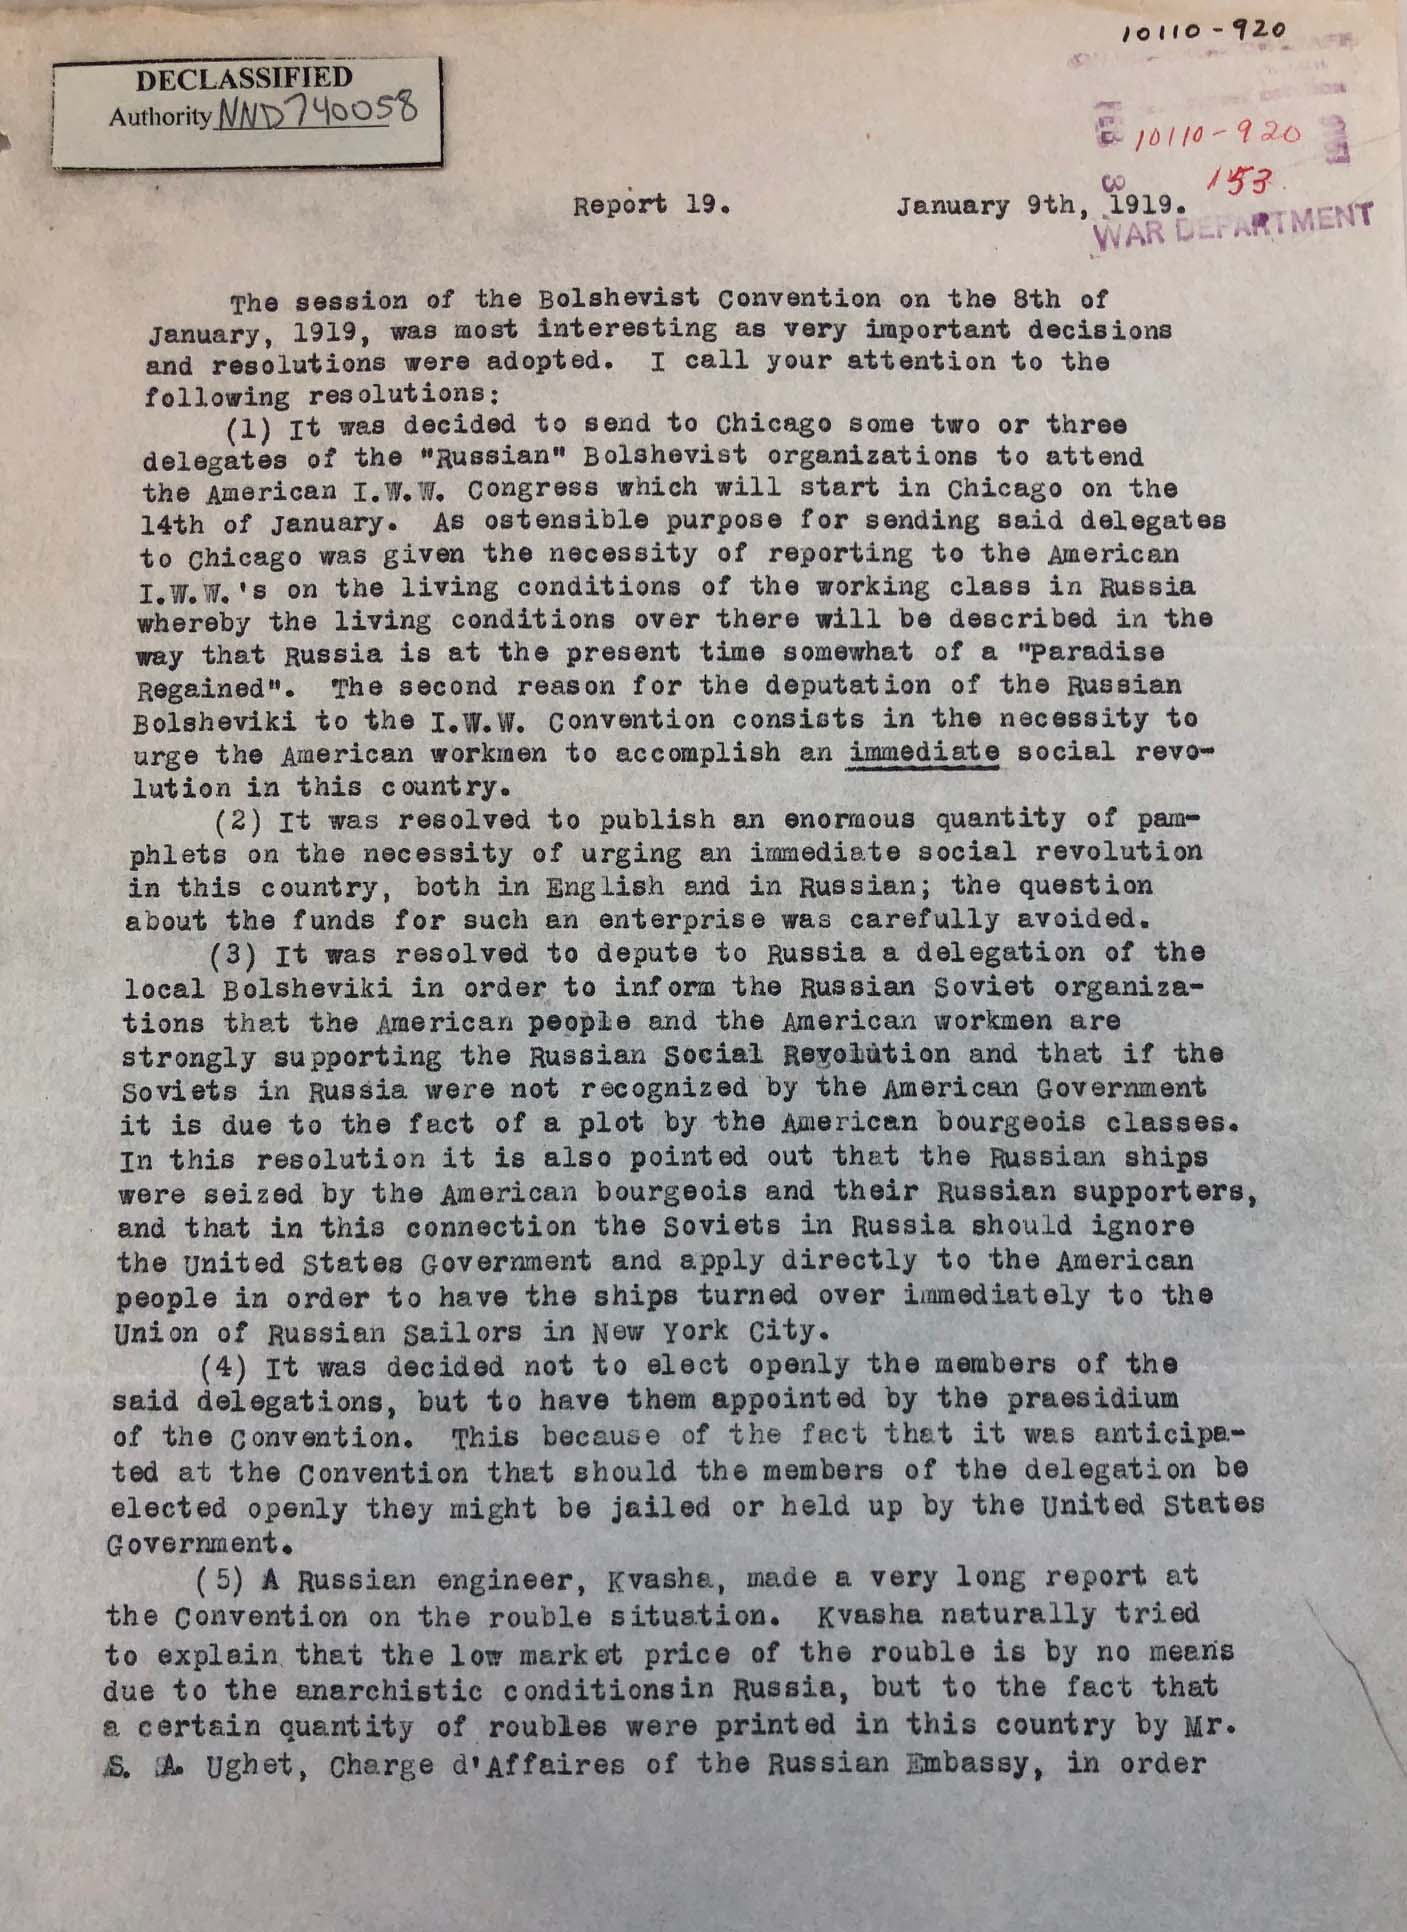 10110-920
DECLASSIFIED
Authority NND740058
FEB 3
10110-920
153
Report 19. January 9th, 1919.
WAR DEPARTMENT
The session of the Bolshevist Convention on the 8th of
January, 1919, was most interesting as very important decisions
and resolutions were adopted. I call your attention to the
following resolutions:
(1) It was decided to send to Chicago some two or three
delegates of the "Russian" Bolshevist organizations to attend
the American I.W.W. Congress which will start in Chicago on the
14th of January. As ostensible purpose for sending said delegates
to Chicago was given the necessity of reporting to the American
I.W.W.'s on the living conditions of the working class in Russia
whereby the living conditions over there will be described in the
way that Russia is at the present time somewhat of a "Paradise
Regained". The second reason for the deputation of the Russian
Bolsheviki to the I.W.W. Convention consists in the necessity to
urge the American workmen to accomplish an immediate social revo-
lution in this country.
(2) It was resolved to publish an enormous quantity of pam-
phlets on the necessity of urging an immediate social revolution
in this country, both in English and in Russian; the question
about the funds for such an enterprise was carefully avoided.
(3) It was resolved to depute to Russia a delegation of the
local Bolsheviki in order to inform the Russian Soviet organiza-
tions that the American people and the American workmen are
strongly supporting the Russian Social Revolution and that if the
Soviets in Russia were not recognized by the American Government
it is due to the fact of a plot by the American bourgeois classes.
In this resolution it is also pointed out that the Russian ships
were seized by the American bourgeois and their Russian supporters,
and that in this connection the Soviets in Russia should ignore
the United States Government and apply directly to the American
people in order to have the ships turned over immediately to the
Union of Russian Sailors in New York City.
(4) It was decided not to elect openly the members of the
said delegations, but to have them appointed by the praesidium
of the Convention. This because of the fact that it was anticipa-
ted at the Convention that should the members of the delegation be
elected openly they might be jailed or held up by the United States
Government.
(5) A Russian engineer, Kvasha, made a very long report at
the Convention on the rouble situation. Kvasha naturally tried
to explain that the low market price of the rouble is by no means
due to the anarchistic conditionsin Russia, but to the fact that
a certain quantity of roubles were printed in this country by Mr.
S. A. Ughet, Charge d'Affaires of the Russian Embassy, in order